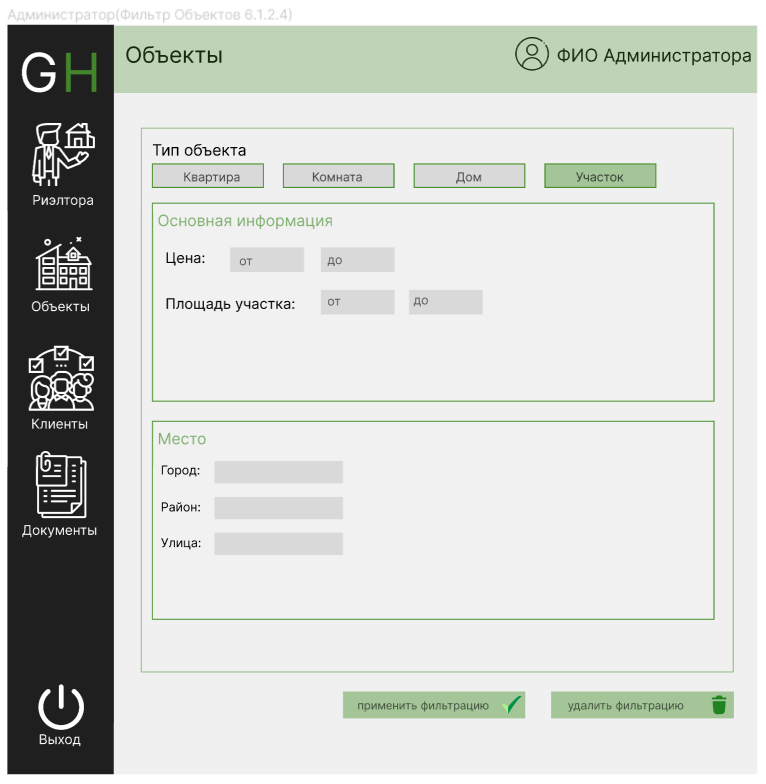 Администратор(Фильтр Объектов 6.1.2.4)
GH
Объекты
ФИО Администратора
Риэлтора
Объекты
Клиенты
Документы
Выход
Тип объекта
Квартира Комната Дом Участок
Основная информация
Цена: от до
Площадь участка: от до
Место
Город:
Район:
Улица:
применить фильтрацию удалить фильтрацию